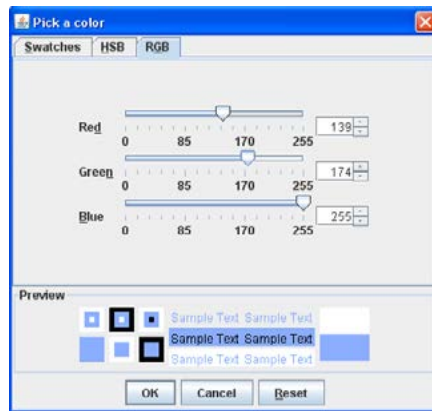 Pick a color
Swatches HSB RGB
Red 139
0 85 170 255
Green 174
0 85 170 255
Blue 255
0 85 170 255
Preview
Sample Text Sample Text
Sample Text Sample Text
Sample Text Sample Text
OK Cancel Reset